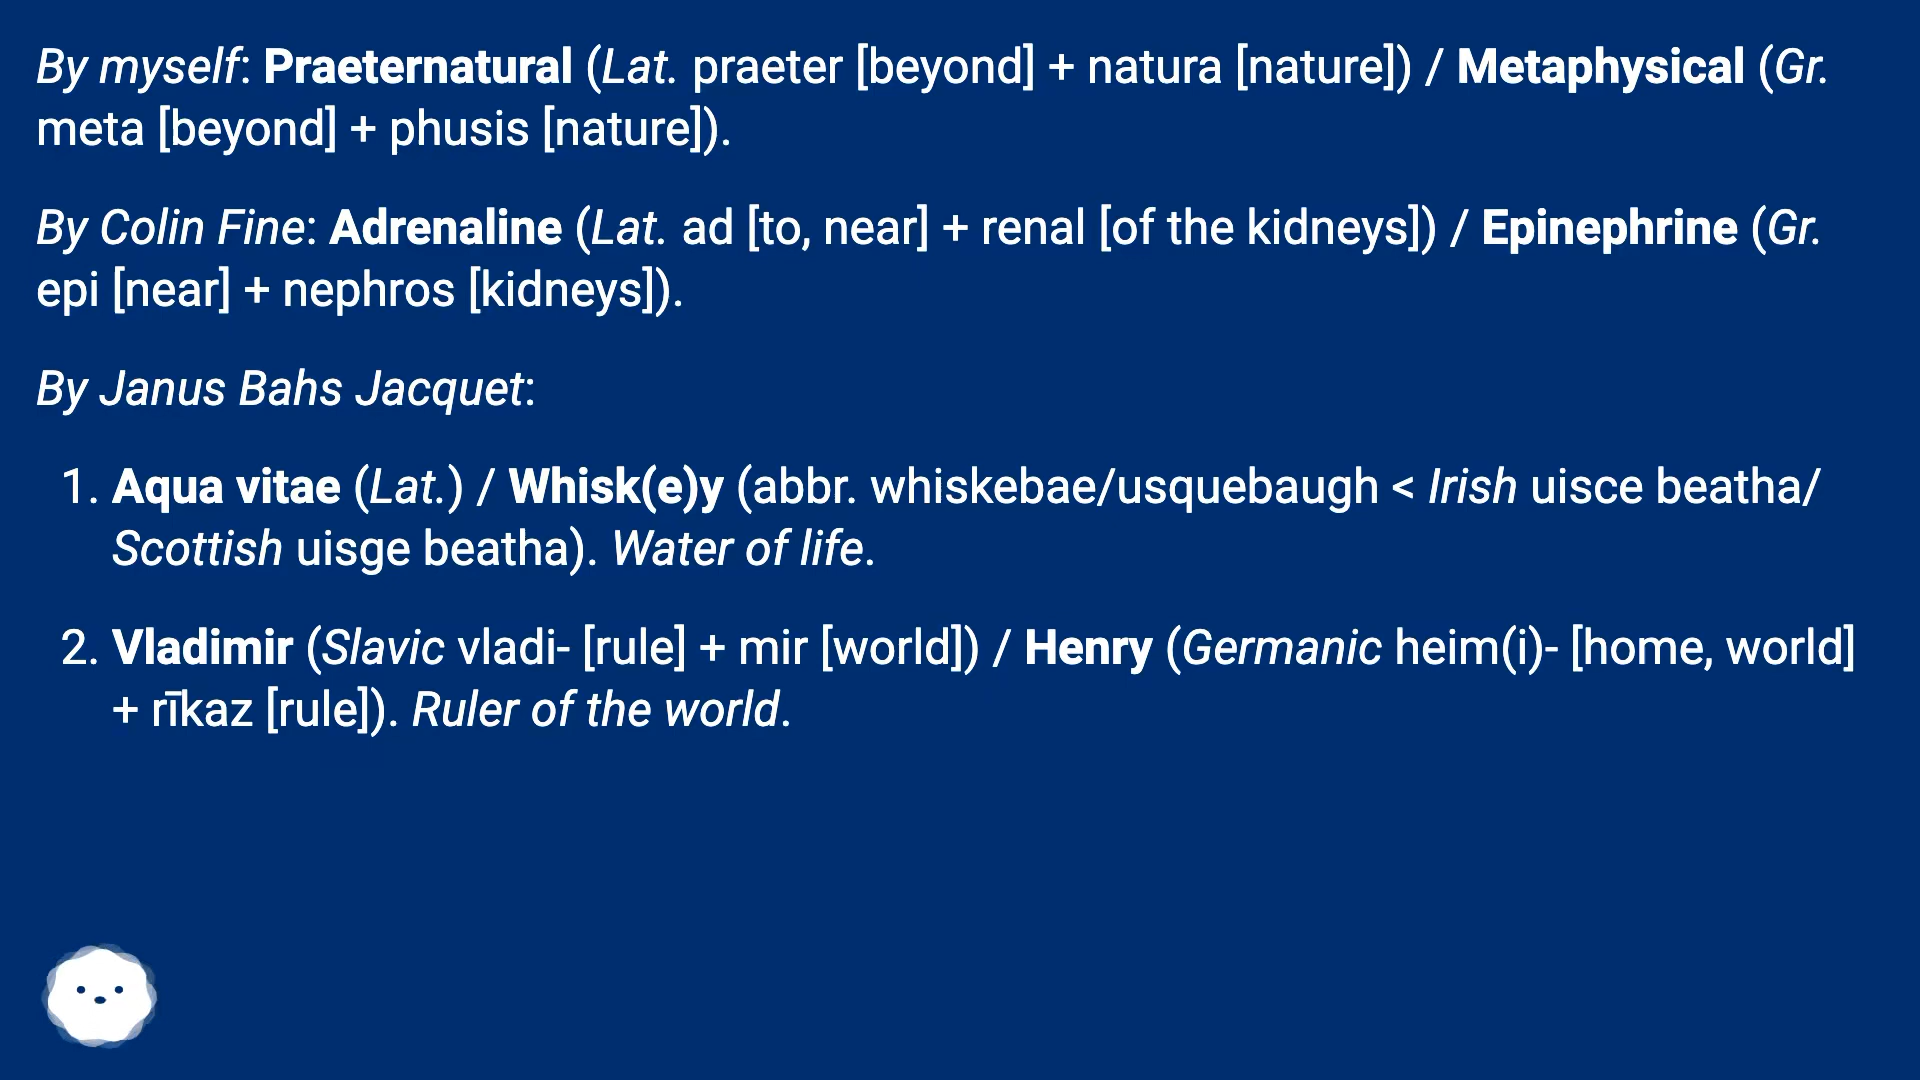 By myself: Praeternatural (Lat. praeter [beyond] + natura [nature]) / Metaphysical (Gr.
meta [beyond] + phusis [nature]).
By Colin Fine: Adrenaline (Lat. ad [to, near] + renal [of the kidneys]) / Epinephrine (Gr.
epi [near] + nephros [kidneys]).
By Janus Bahs Jacquet:
1. Aqua vitae (Lat.) / Whisk(e)y (abbr. whiskebae/usquebaugh < Irish uisce beatha/
Scottish uisge beatha). Water of life.
2. Vladimir (Slavic vladi- [rule] + mir [world]) / Henry (Germanic heim(i)- [home, world]
+ rīkaz [rule]). Ruler of the world.